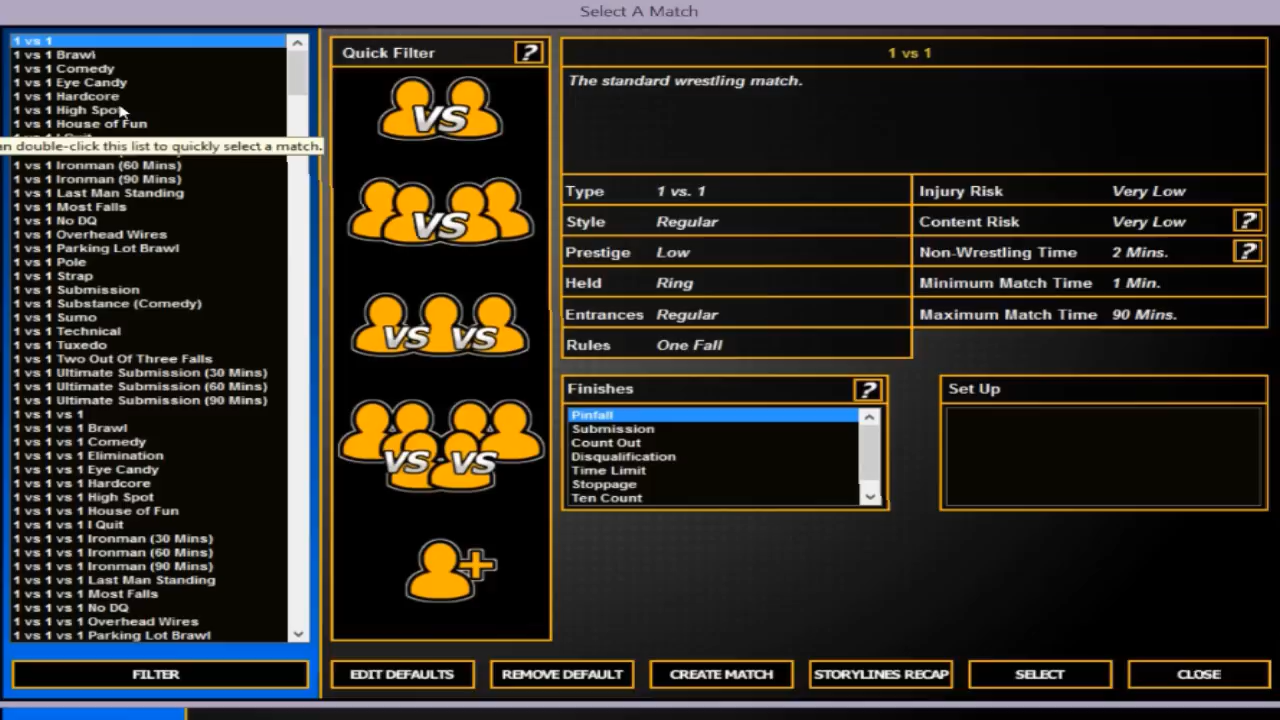 Select A Match
1 vs 1
1 vs 1 Brawl
1 vs 1 Comedy
1 vs 1 Eye Candy
1 vs 1 Hardcore
1 vs 1 High Spot
1 vs 1 House of Fun
an double-click this list to quickly select a match.
1 vs 1 Ironman (60 Mins)
1 vs 1 Ironman (90 Mins)
1 vs 1 Last Man Standing
1 vs 1 Most Falls
1 vs 1 No DQ
1 vs 1 Overhead Wires
1 vs 1 Parking Lot Brawl
1 vs 1 Pole
1 vs 1 Strap
1 vs 1 Submission
1 vs 1 Substance (Comedy)
1 vs 1 Sumo
1 vs 1 Technical
1 vs 1 Tuxedo
1 vs 1 Two Out Of Three Falls
1 vs 1 Ultimate Submission (30 Mins)
1 vs 1 Ultimate Submission (60 Mins)
1 vs 1 Ultimate Submission (90 Mins)
1 vs 1 vs 1
1 vs 1 vs 1 Brawl
1 vs 1 vs 1 Comedy
1 vs 1 vs 1 Elimination
1 vs 1 vs 1 Eye Candy
1 vs 1 vs 1 Hardcore
1 vs 1 vs 1 High Spot
1 vs 1 vs 1 House of Fun
1 vs 1 vs 1 I Quit
1 vs 1 vs 1 Ironman (30 Mins)
1 vs 1 vs 1 Ironman (60 Mins)
1 vs 1 vs 1 Ironman (90 Mins)
1 vs 1 vs 1 Last Man Standing
1 vs 1 vs 1 Most Falls
1 vs 1 vs 1 No DQ
1 vs 1 vs 1 Overhead Wires
1 vs 1 vs 1 Parking Lot Brawl
FILTER
Quick Filter ?
VS
VS
VS VS
VS VS
1 vs 1
The standard wrestling match.
Type 1 vs. 1
Style Regular
Prestige Low
Held Ring
Entrances Regular
Rules One Fall
Injury Risk Very Low
Content Risk Very Low ?
Non-Wrestling Time 2 Mins. ?
Minimum Match Time 1 Min.
Maximum Match Time 90 Mins.
Finishes ?
Pinfall
Submission
Count Out
Disqualification
Time Limit
Stoppage
Ten Count
Set Up
EDIT DEFAULTS REMOVE DEFAULT CREATE MATCH STORYLINES RECAP SELECT CLOSE